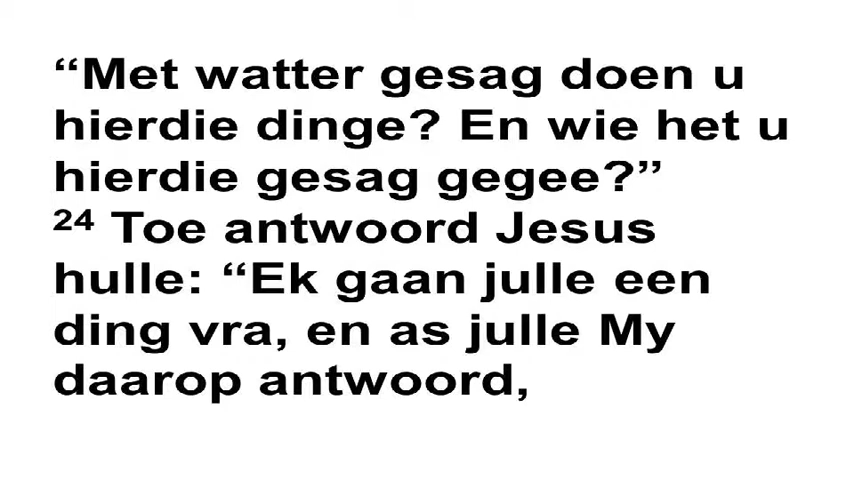 “Met watter gesag doen u
hierdie dinge? En wie het u
hierdie gesag gegee?”
²⁴ Toe antwoord Jesus
hulle: “Ek gaan julle een
ding vra, en as julle My
daarop antwoord,